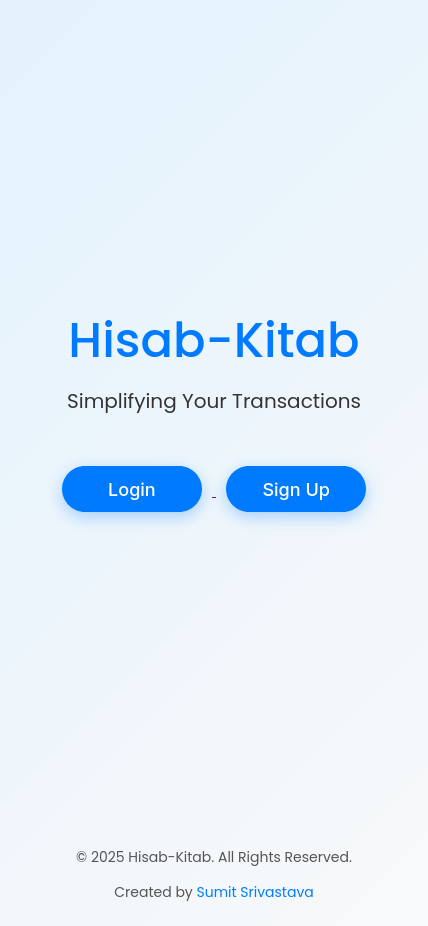 Hisab-Kitab
Simplifying Your Transactions
Login Sign Up
© 2025 Hisab-Kitab. All Rights Reserved.
Created by Sumit Srivastava